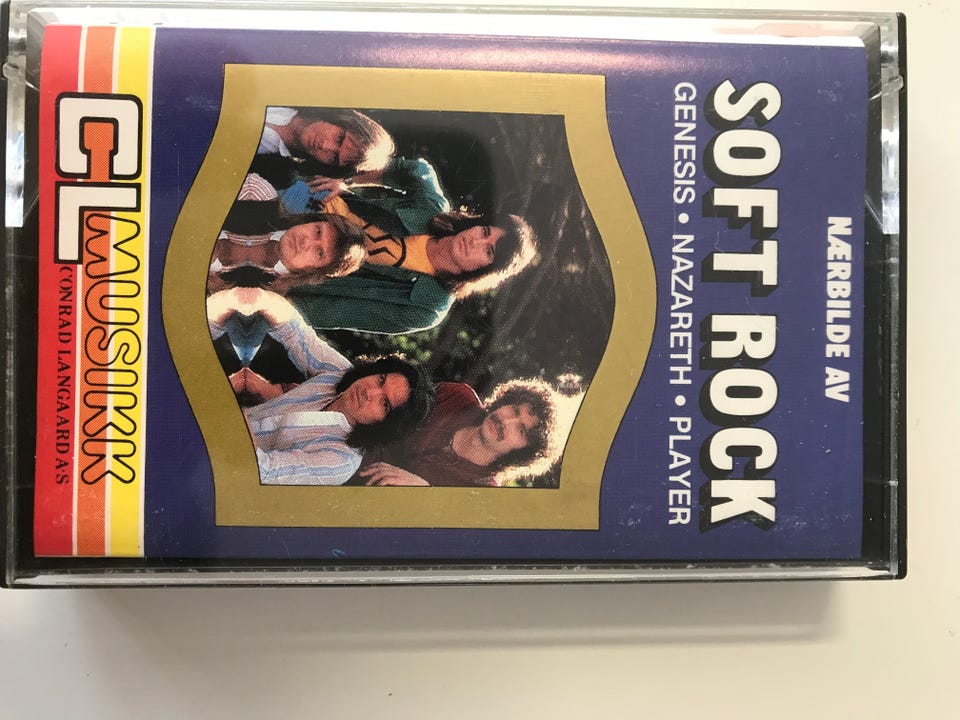 NÆRBILDE AV
SOFT ROCK
GENESIS • NAZARETH • PLAYER
CL MUSIKK
CONRAD LANGAARD A·S